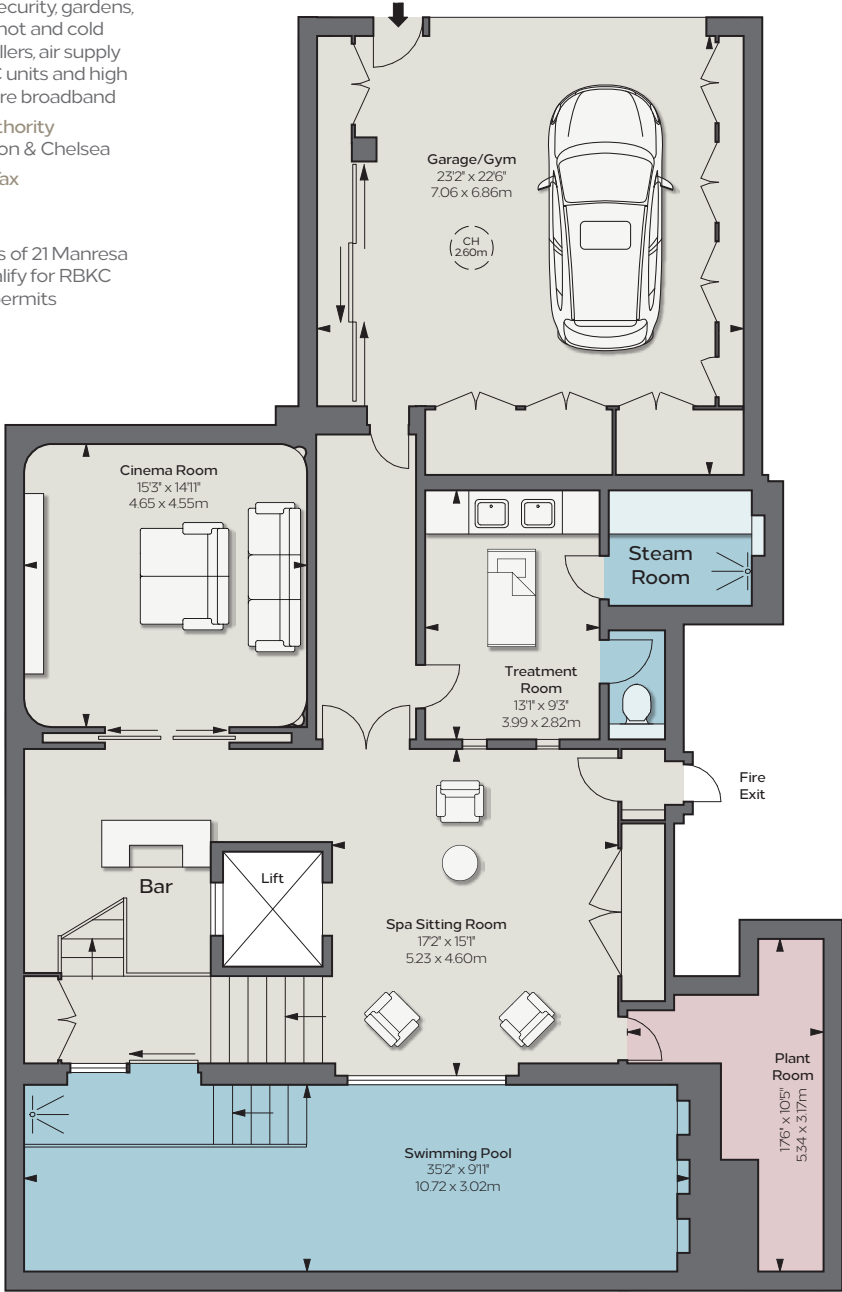 ecurity, gardens,
hot and cold
llers, air supply
C units and high
re broadband
thority
on & Chelsea
Tax
s of 21 Manresa
alify for RBKC
permits
Garage/Gym
23'2" x 22'6"
7.06 x 6.86m
CH
2.60m
Cinema Room
15'3" x 14'11"
4.65 x 4.55m
Steam
Room
Treatment
Room
13'1" x 9'3"
3.99 x 2.82m
Fire
Exit
Bar
Lift
Spa Sitting Room
17'2" x 15'1"
5.23 x 4.60m
Plant
Room
17'6" x 10'5"
5.34 x 3.17m
Swimming Pool
35'2" x 9'11"
10.72 x 3.02m